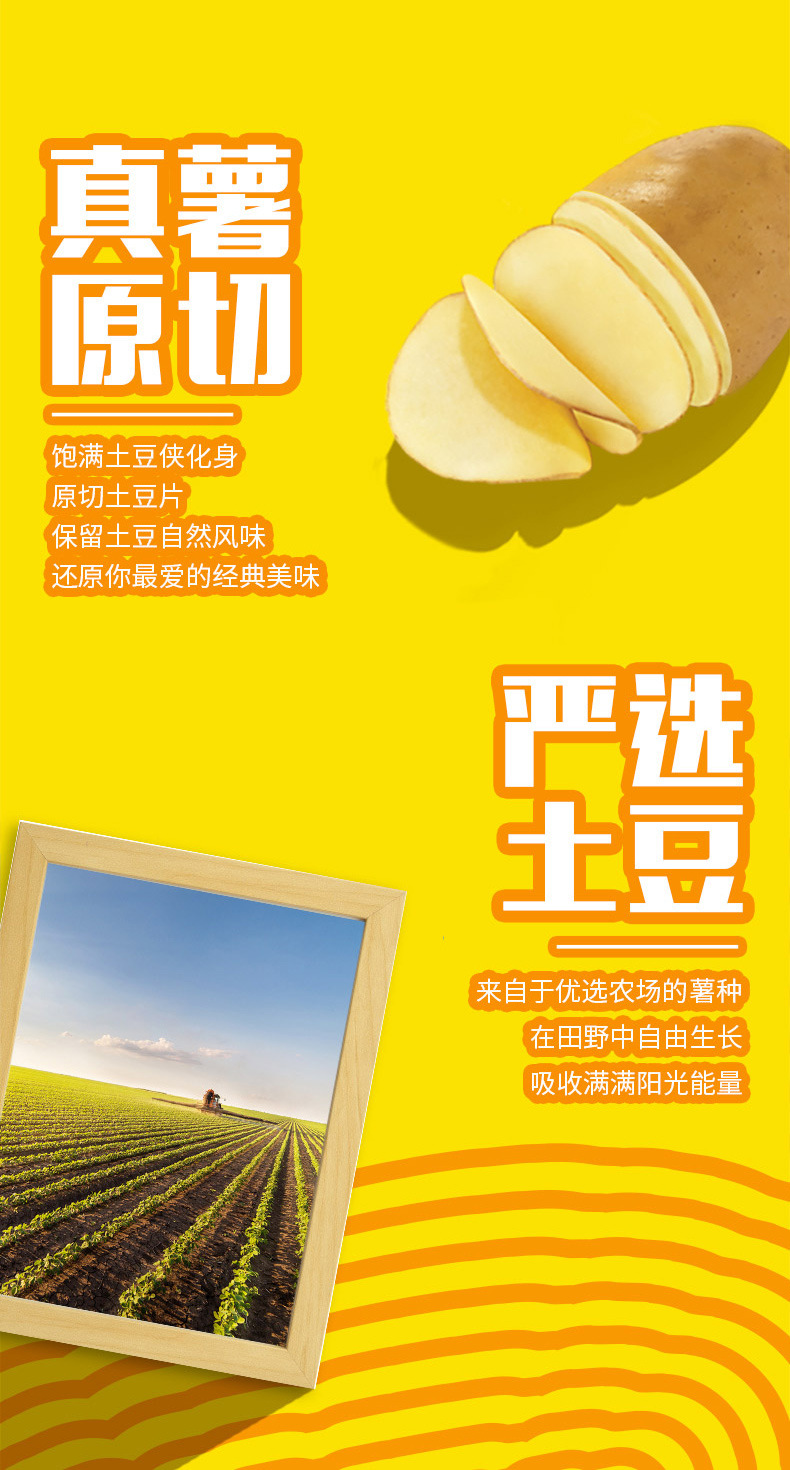 真薯
原切
饱满土豆侠化身
原切土豆片
保留土豆自然风味
还原你最爱的经典美味
严选
土豆
来自于优选农场的薯种
在田野中自由生长
吸收满满阳光能量